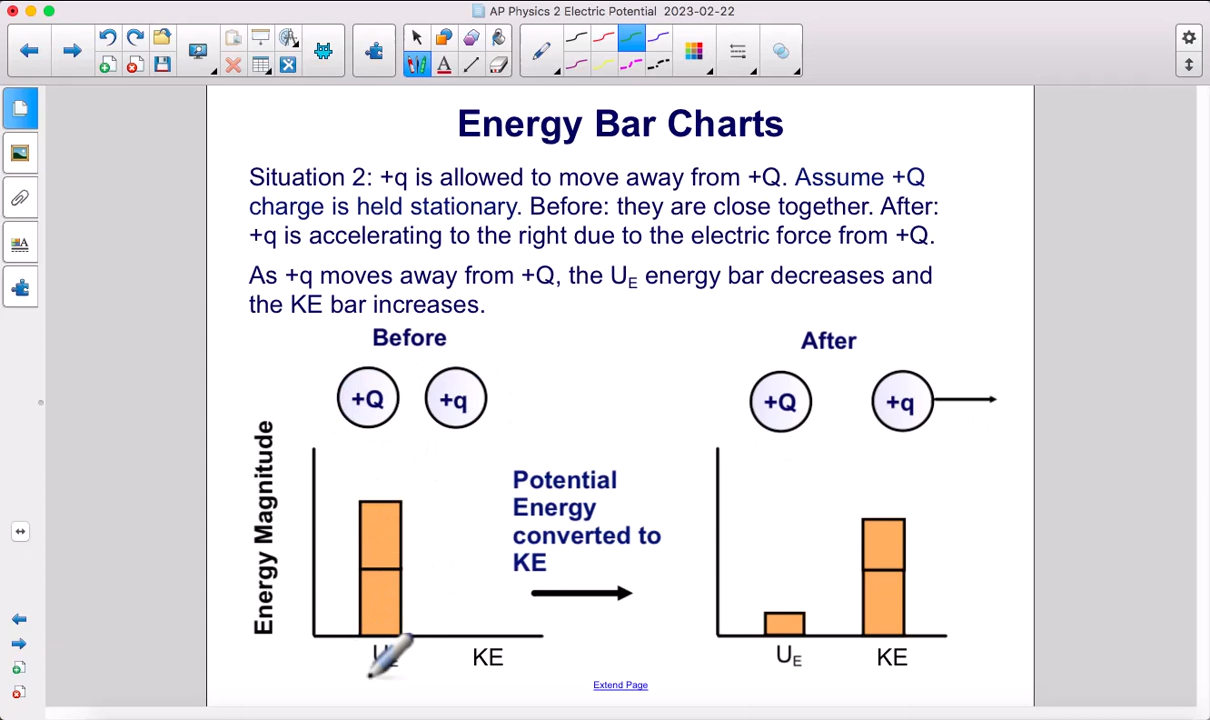 AP Physics 2 Electric Potential 2023-02-22
Energy Bar Charts
Situation 2: +q is allowed to move away from +Q. Assume +Q
charge is held stationary. Before: they are close together. After:
+q is accelerating to the right due to the electric force from +Q.
As +q moves away from +Q, the UE energy bar decreases and
the KE bar increases.
Before
After
+Q
+q
+Q
+q
Energy Magnitude
Potential
Energy
converted to
KE
UE
KE
UE
KE
Extend Page